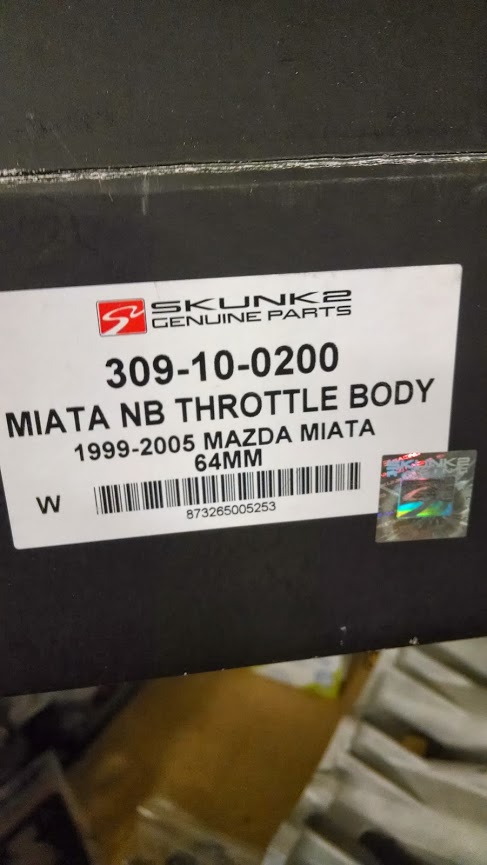 SKUNK2
GENUINE PARTS
309-10-0200
MIATA NB THROTTLE BODY
1999-2005 MAZDA MIATA
64MM
W
873265005253
SKUNK2